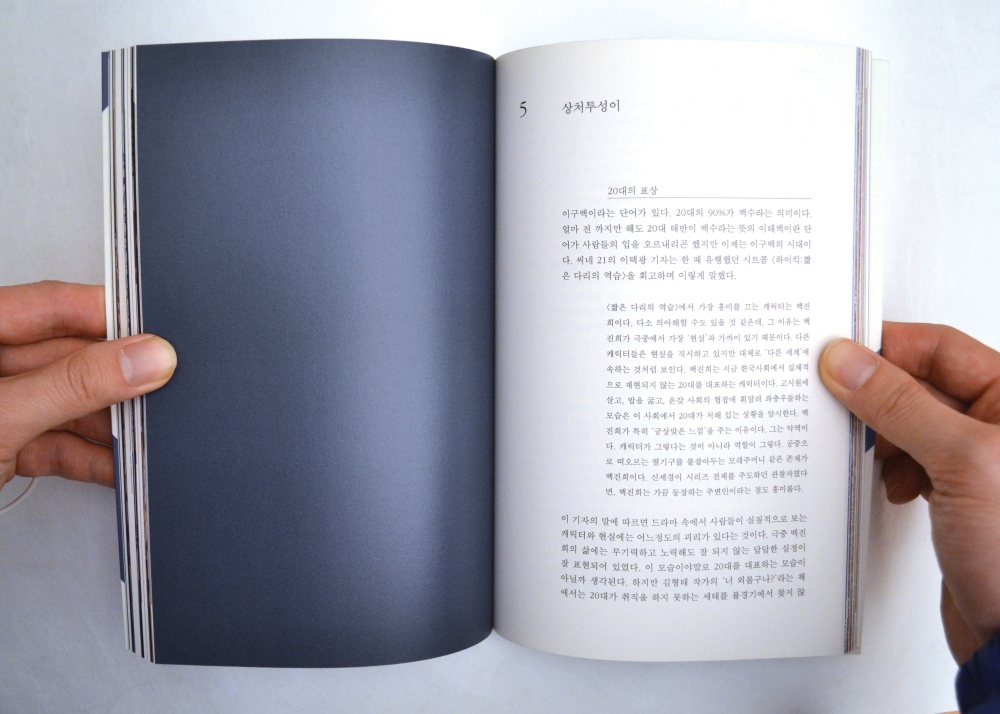 5 상처투성이
20대의 표상
이구백이라는 단어가 있다. 20대의 90%가 백수라는 의미이다.
얼마 전 까지만 해도 20대 태반이 백수라는 뜻의 이태백이란 단
어가 사람들의 입을 오르내리곤 했지만 이제는 이구백의 시대이
다. 씨네 21의 이택광 기자는 한 때 유행했던 시트콤 <하이킥:짧
은 다리의 역습>을 회고하며 이렇게 말했다.
<짧은 다리의 역습>에서 가장 흥미를 끄는 캐릭터는 백진
희이다. 다소 의아해할 수도 있을 것 같은데, 그 이유는 백
진희가 극중에서 가장 '현실'과 가까이 있기 때문이다. 다른
캐릭터들은 현실을 직시하고 있지만 대체로 '다른 세계'에
속하는 것처럼 보인다. 백진희는 지금 한국사회에서 실체적
으로 재현되지 않는 20대를 대표하는 캐릭터이다. 고시원에
살고, 밥을 굶고, 온갖 사회의 협잡에 휘말려 좌충우돌하는
모습은 이 사회에서 20대가 처해 있는 상황을 암시한다. 백
진희가 특히 '궁상맞은 느낌'을 주는 이유이다. 그는 악역이
다. 캐릭터가 그렇다는 것이 아니라 역할이 그렇다. 공중으
로 떠오르는 열기구를 붙잡아두는 모래주머니 같은 존재가
백진희이다. 신세경이 시리즈 전체를 주도하던 관찰자였다
면, 백진희는 가끔 등장하는 주변인이라는 점도 흥미롭다.
이 기자의 말에 따르면 드라마 속에서 사람들이 실질적으로 보는
캐릭터와 현실에는 어느정도의 괴리가 있다는 것이다. 극중 백진
희의 삶에는 무기력하고 노력해도 잘 되지 않는 답답한 심정이
잘 표현되어 있었다. 이 모습이야말로 20대를 대표하는 모습이
아닐까 생각된다. 하지만 김형태 작가의 '너 외롭구나?'라는 책
에서는 20대가 취직을 하지 못하는 세태를 불경기에서 찾지 않